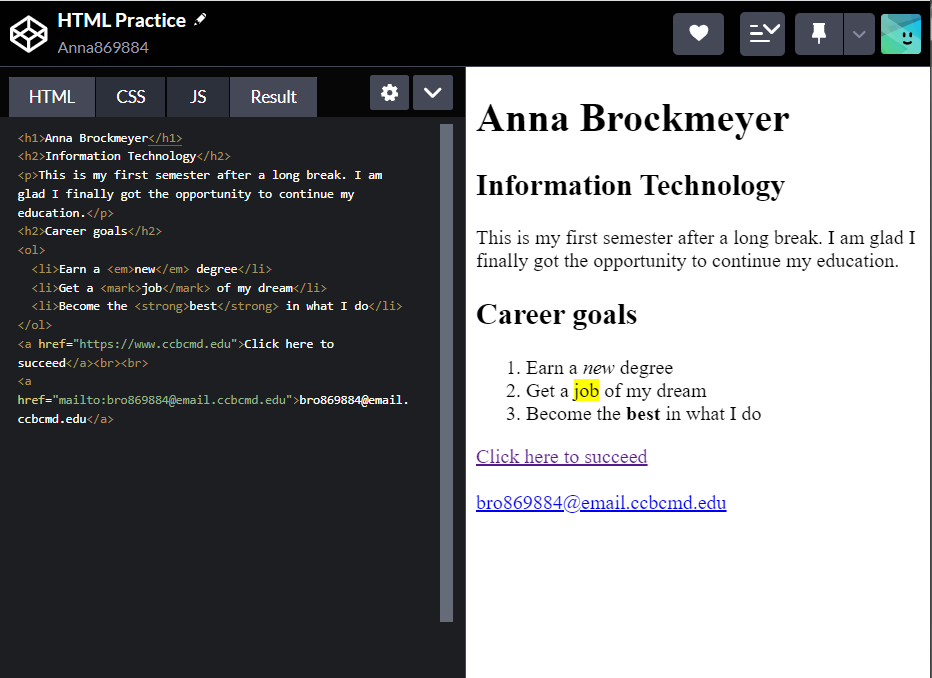 HTML Practice
Anna869884
HTML CSS JS Result
<h1>Anna Brockmeyer</h1>
<h2>Information Technology</h2>
<p>This is my first semester after a long break. I am
glad I finally got the opportunity to continue my
education.</p>
<h2>Career goals</h2>
<ol>
<li>Earn a <em>new</em> degree</li>
<li>Get a <mark>job</mark> of my dream</li>
<li>Become the <strong>best</strong> in what I do</li>
</ol>
<a href="https://www.ccbcmd.edu">Click here to
succeed</a><br><br>
<a
href="mailto:bro869884@email.ccbcmd.edu">bro869884@email.
ccbcmd.edu</a>
Anna Brockmeyer
Information Technology
This is my first semester after a long break. I am glad I
finally got the opportunity to continue my education.
Career goals
1. Earn a new degree
2. Get a job of my dream
3. Become the best in what I do
Click here to succeed
bro869884@email.ccbcmd.edu